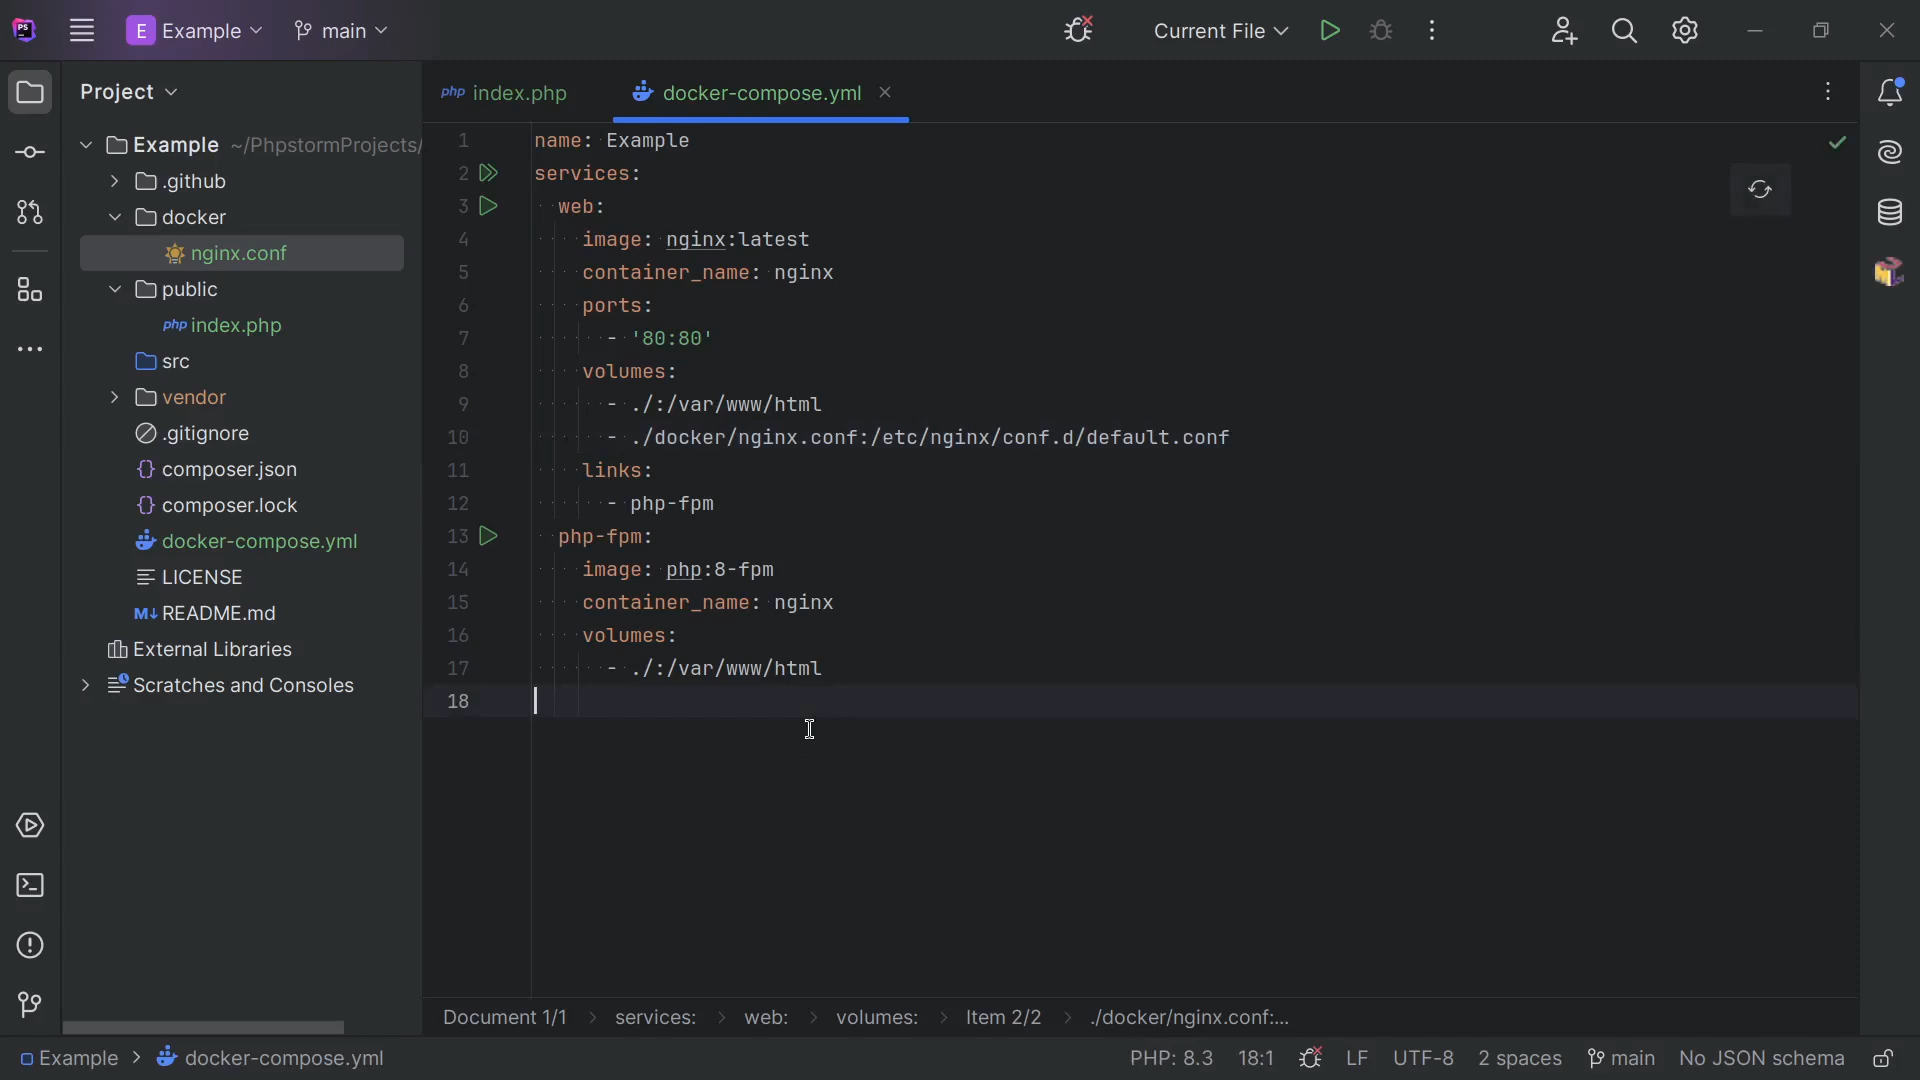 PS
E Example
main
Current File
Project
php index.php
docker-compose.yml
Example ~/PhpstormProjects/
.github
docker
nginx.conf
public
php index.php
src
vendor
.gitignore
{} composer.json
{} composer.lock
docker-compose.yml
LICENSE
M↓ README.md
External Libraries
Scratches and Consoles
1 name: Example
2 services:
3 web:
4 image: nginx:latest
5 container_name: nginx
6 ports:
7 - '80:80'
8 volumes:
9 - ./:/var/www/html
10 - ./docker/nginx.conf:/etc/nginx/conf.d/default.conf
11 links:
12 - php-fpm
13 php-fpm:
14 image: php:8-fpm
15 container_name: nginx
16 volumes:
17 - ./:/var/www/html
18
Document 1/1 > services: > web: > volumes: > Item 2/2 > ./docker/nginx.conf:...
Example > docker-compose.yml
PHP: 8.3 18:1 LF UTF-8 2 spaces main No JSON schema